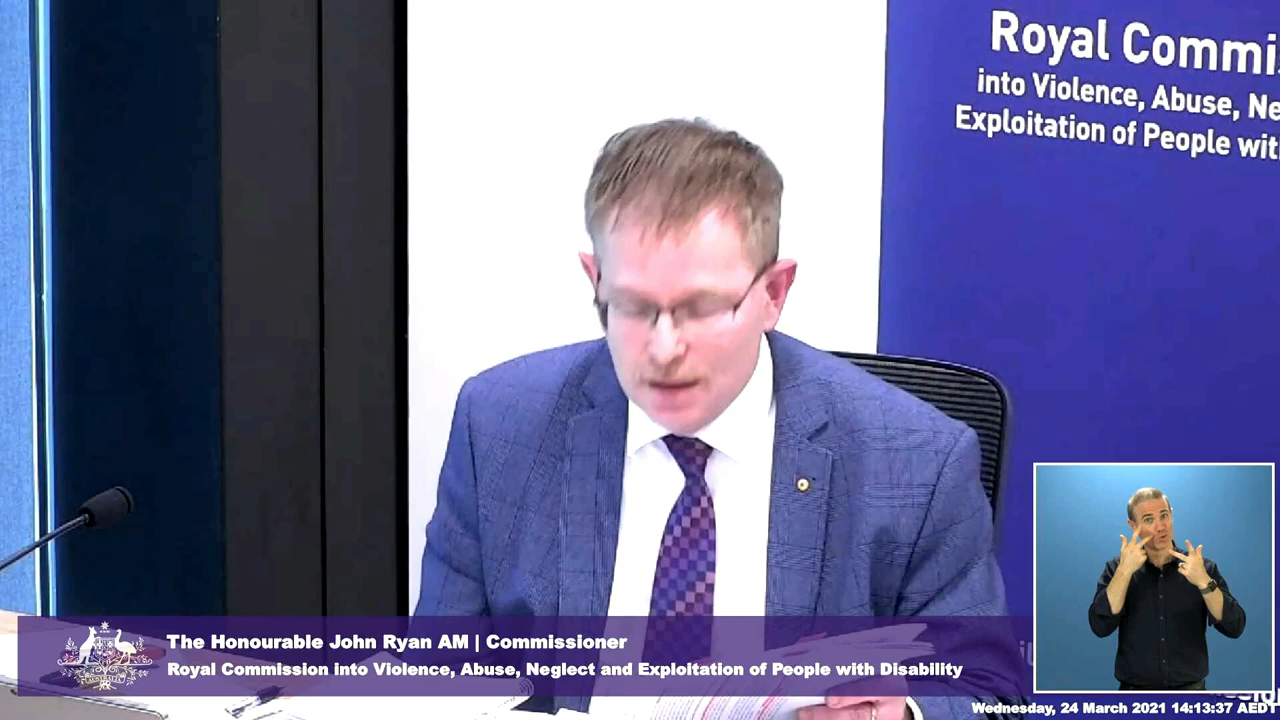 Royal Commi
into Violence, Abuse, Ne
Exploitation of People wit
The Honourable John Ryan AM | Commissioner
Royal Commission into Violence, Abuse, Neglect and Exploitation of People with Disability
Wednesday, 24 March 2021 14:13:37 AEDT